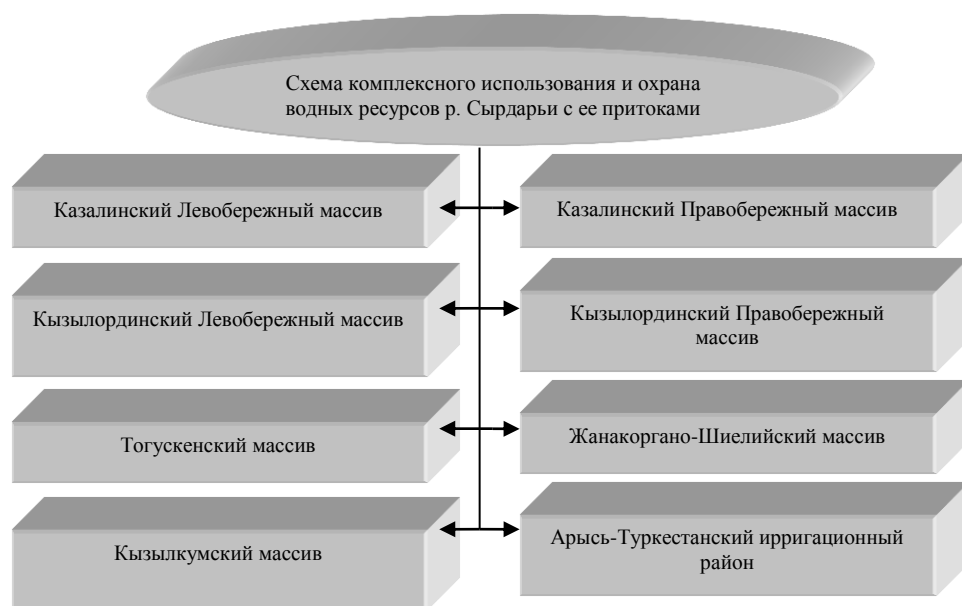 Схема комплексного использования и охрана
водных ресурсов р. Сырдарьи с ее притоками
Казалинский Левобережный массив
Казалинский Правобережный массив
Кызылординский Левобережный массив
Кызылординский Правобережный
массив
Тогускенский массив
Жанакоргано-Шиелийский массив
Кызылкумский массив
Арысь-Туркестанский ирригационный
район